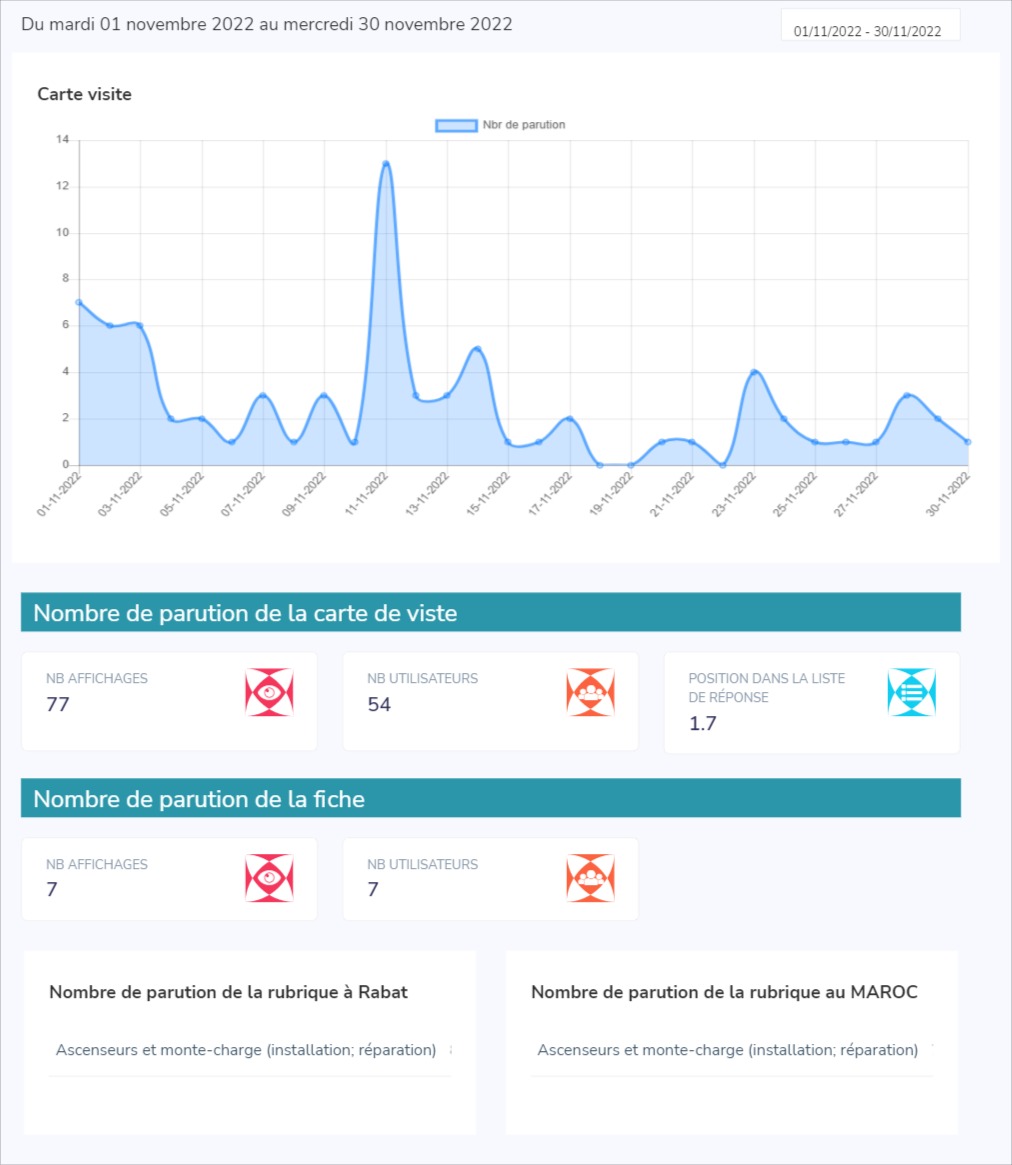 Du mardi 01 novembre 2022 au mercredi 30 novembre 2022
01/11/2022 - 30/11/2022
Carte visite
Nbr de parution
14
12
10
8
6
4
2
0
01-11-2022
03-11-2022
05-11-2022
07-11-2022
09-11-2022
11-11-2022
13-11-2022
15-11-2022
17-11-2022
19-11-2022
21-11-2022
23-11-2022
25-11-2022
27-11-2022
30-11-2022
Nombre de parution de la carte de viste
NB AFFICHAGES
77
NB UTILISATEURS
54
POSITION DANS LA LISTE
DE RÉPONSE
1.7
Nombre de parution de la fiche
NB AFFICHAGES
7
NB UTILISATEURS
7
Nombre de parution de la rubrique à Rabat
Ascenseurs et monte-charge (installation; réparation)
Nombre de parution de la rubrique au MAROC
Ascenseurs et monte-charge (installation; réparation)